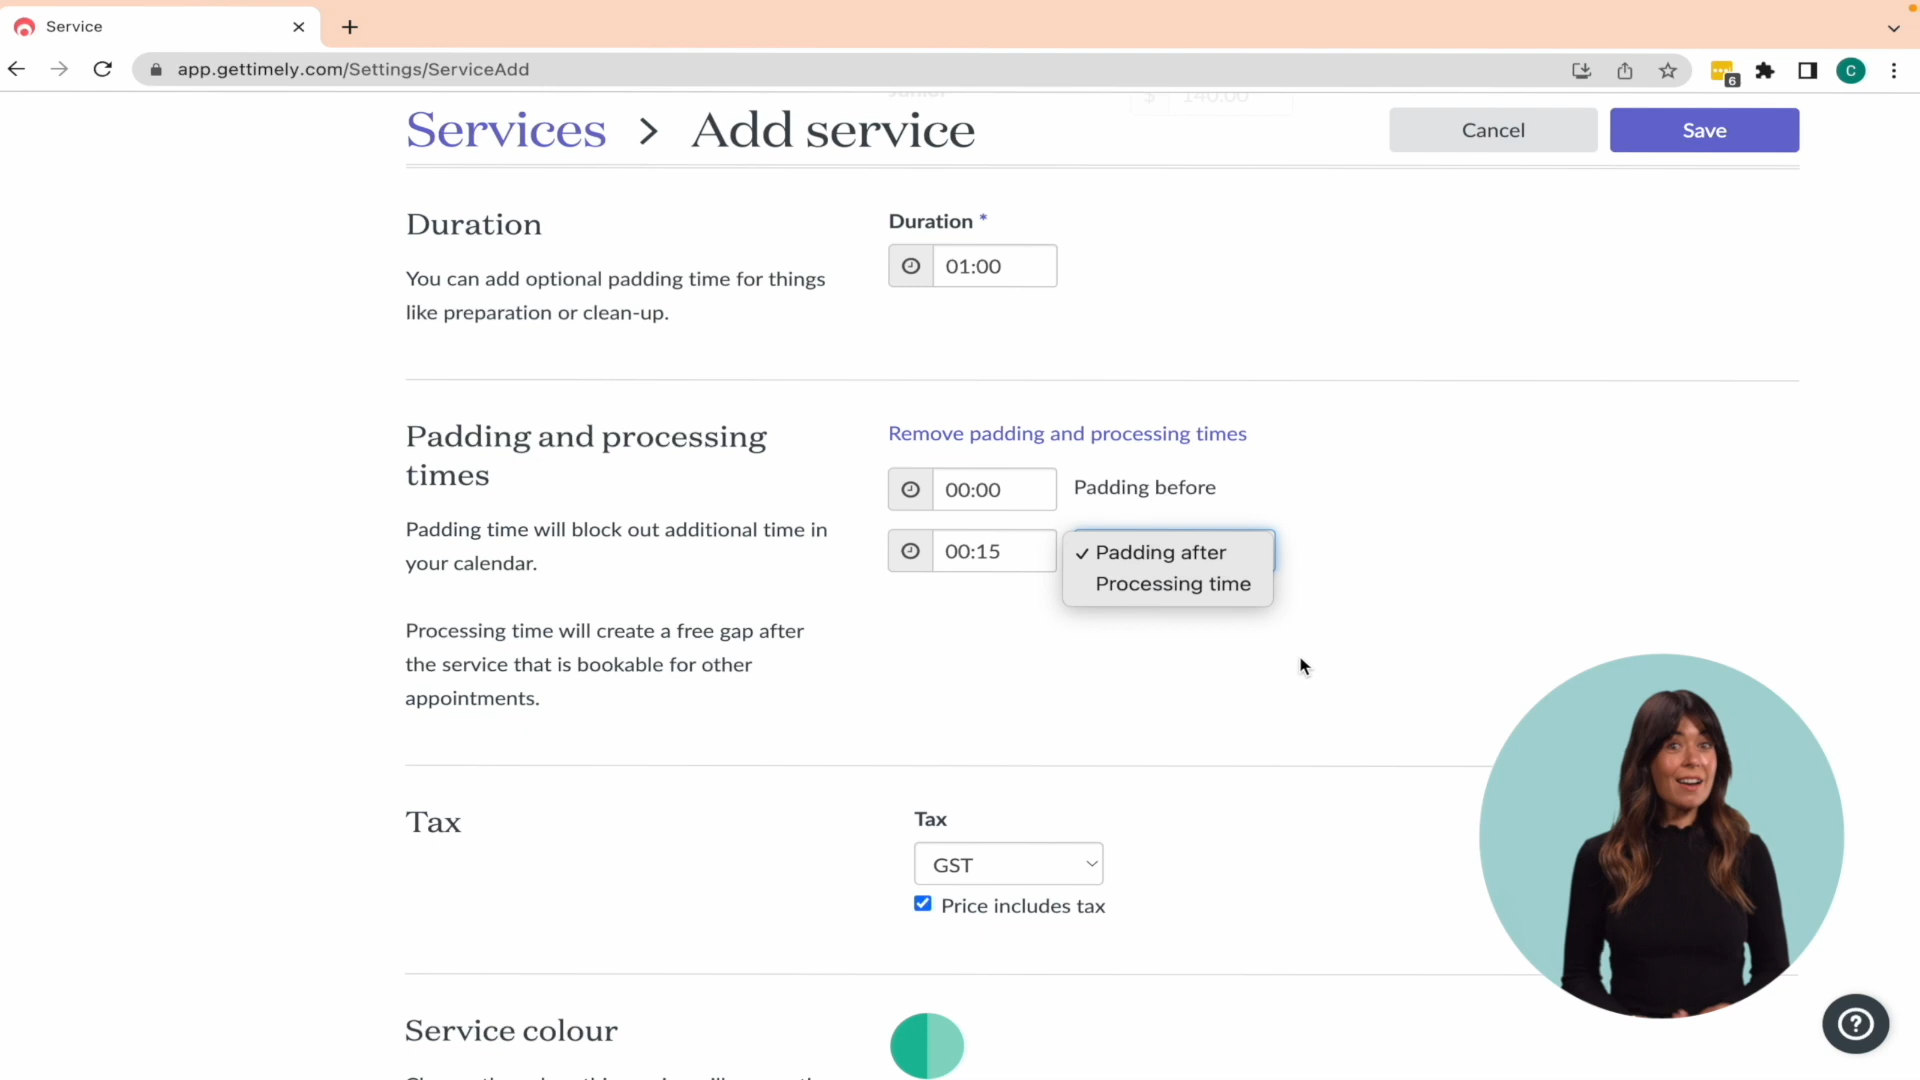 Service
app.gettimely.com/Settings/ServiceAdd
6
C
$ 140.00
Services > Add service
Cancel
Save
Duration
Duration *
You can add optional padding time for things
like preparation or clean-up.
01:00
Padding and processing
times
Remove padding and processing times
00:00 Padding before
Padding time will block out additional time in
your calendar.
00:15
✓ Padding after
Processing time
Processing time will create a free gap after
the service that is bookable for other
appointments.
Tax
Tax
GST
Price includes tax
Service colour
?